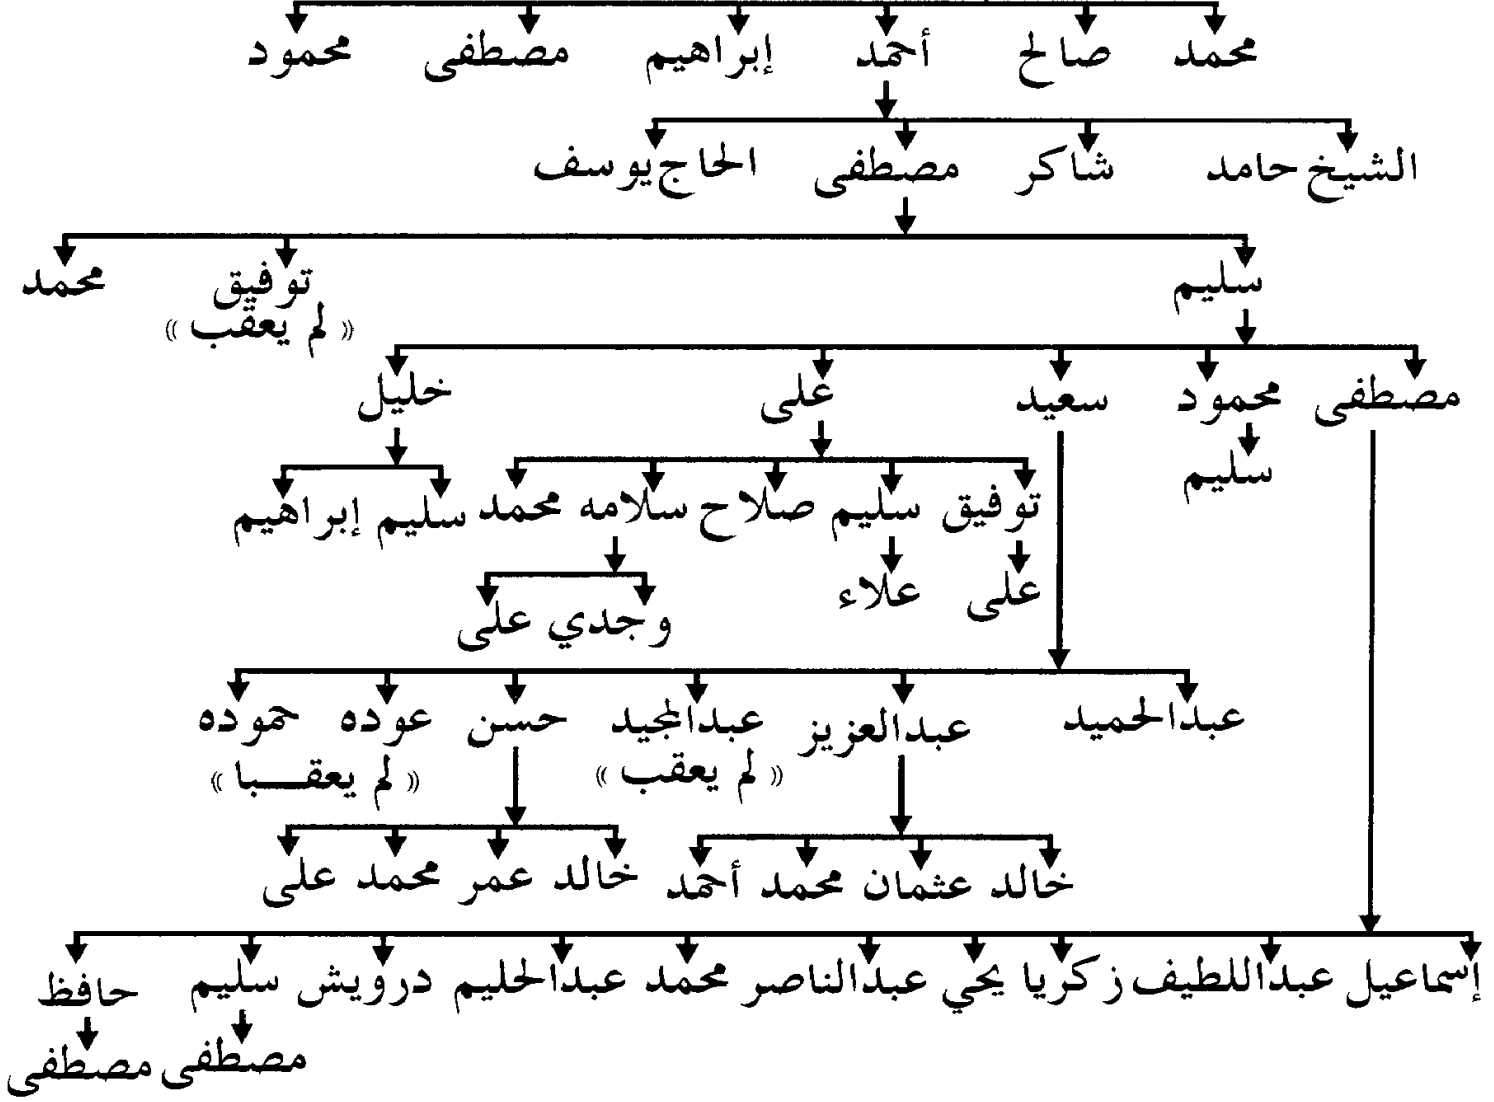 محمد صالح أحمد إبراهيم مصطفى محمود
الشيخ حامد شاكر مصطفى الحاج يوسف
سليم توفيق محمد
« لم يعقب »
مصطفى محمود سعيد على خليل
سليم
توفيق سليم صلاح سلامه محمد سليم إبراهيم
على علاء
وجدي على
عبدالحميد عبدالعزيز عبدالمجيد حسن عوده حموده
« لم يعقب » « لم يعقبا »
خالد عثمان محمد أحمد خالد عمر محمد على
إسماعيل عبداللطيف زكريا يحي عبدالناصر محمد عبدالحليم درويش سليم حافظ
مصطفى مصطفى